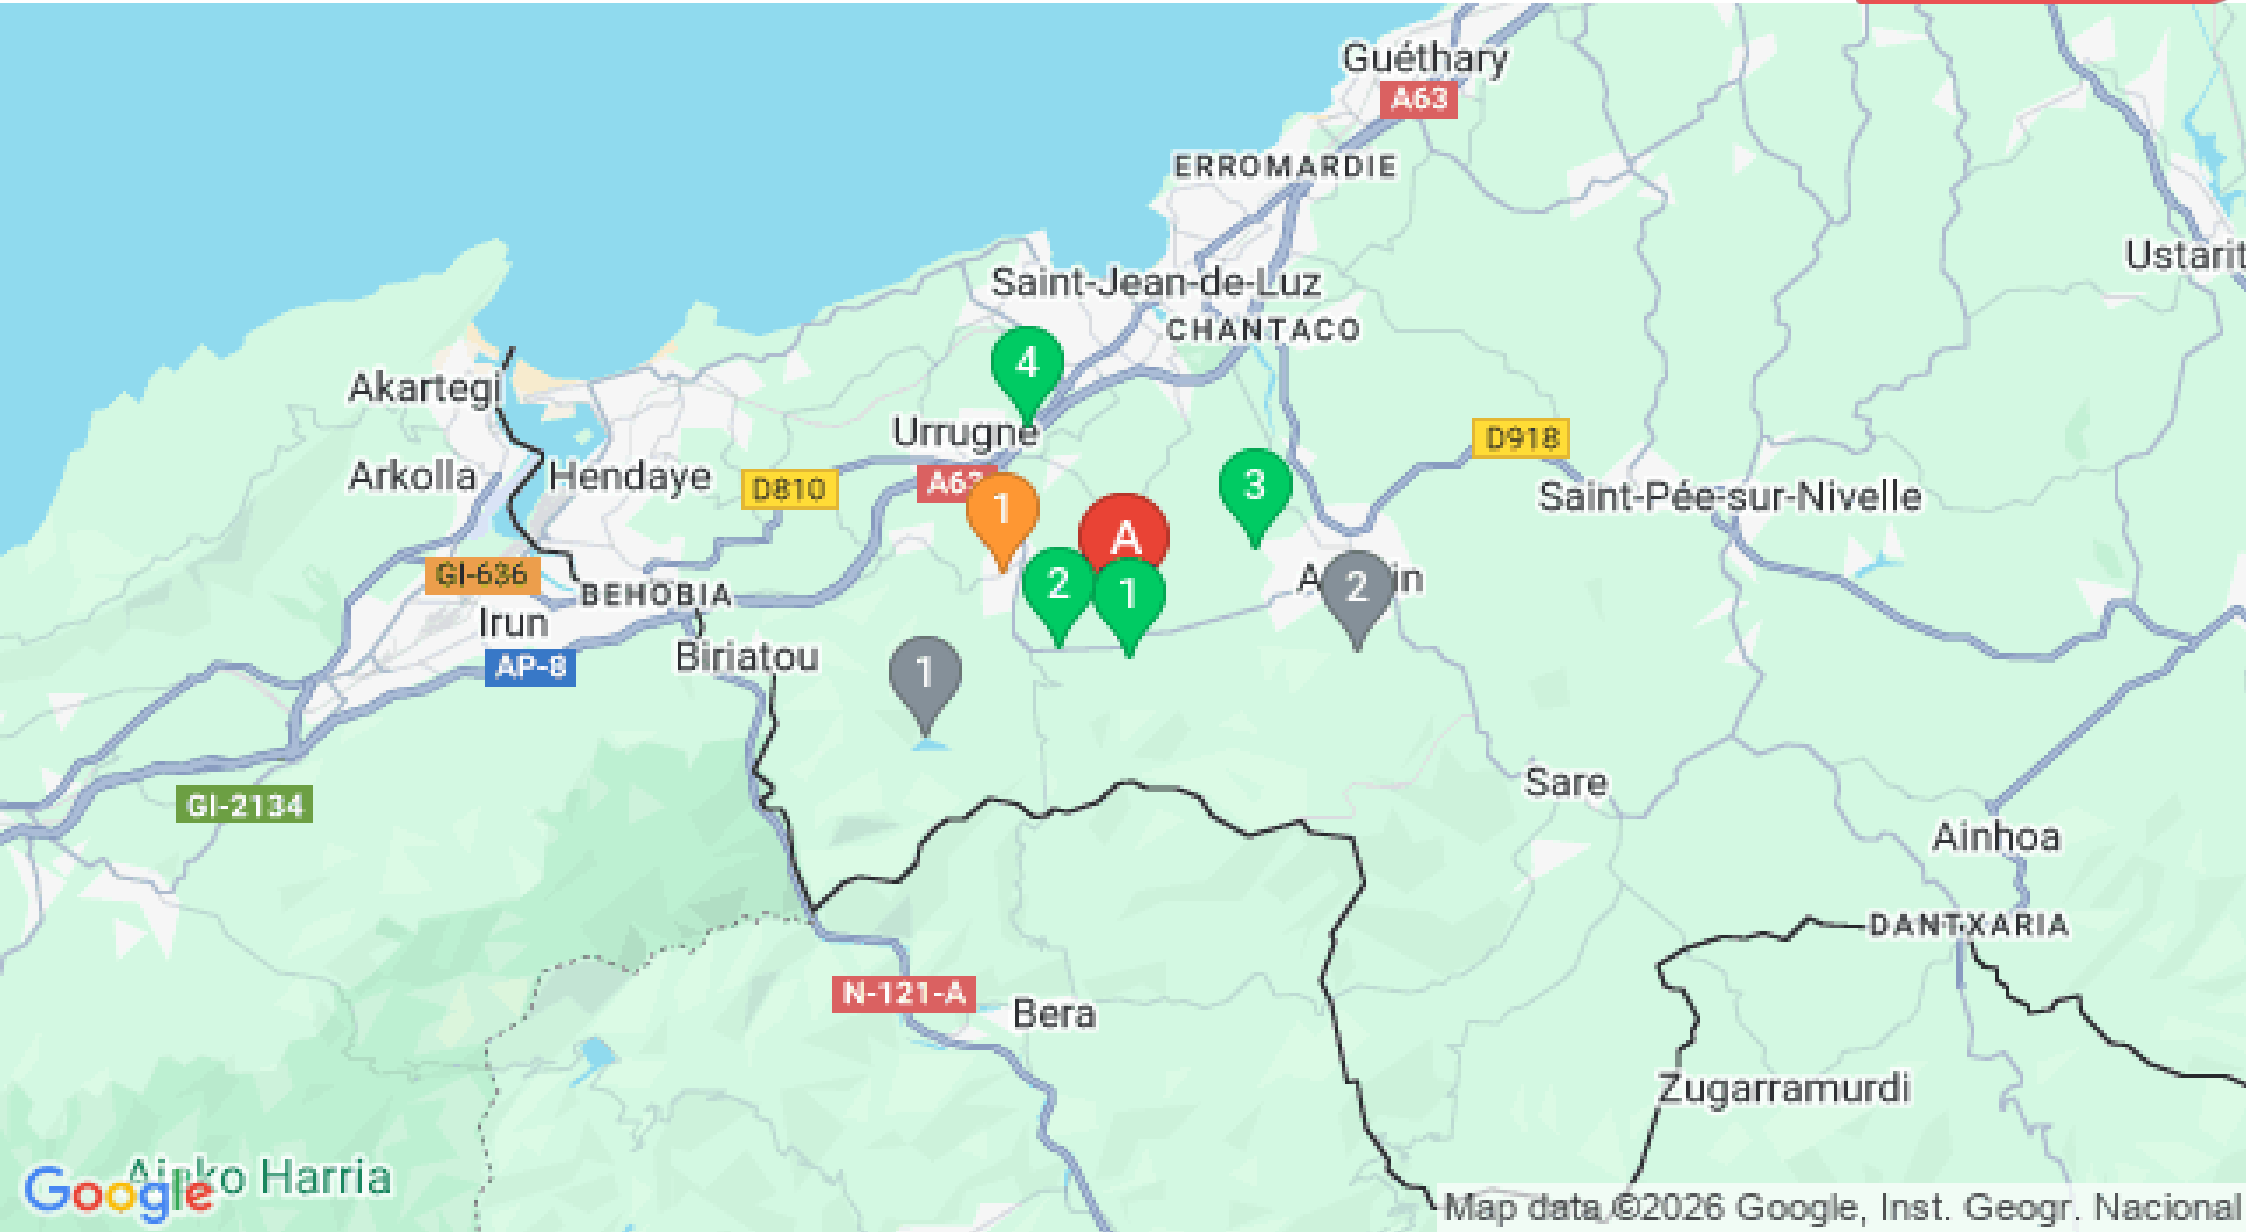 Guéthary
A63
ERROMARDIE
Ustarit
Saint-Jean-de-Luz
CHANTACO
4
Akartegi
Urrugne
D918
Arkolla
Hendaye
D810
A63
1
3
Saint-Pée-sur-Nivelle
A
GI-636
2
1
2
BEHOBIA
Irun
Biriatou
AP-8
1
Sare
GI-2134
Ainhoa
DANTXARIA
N-121-A
Bera
Zugarramurdi
Harria
Google
Map data ©2026 Google, Inst. Geogr. Nacional